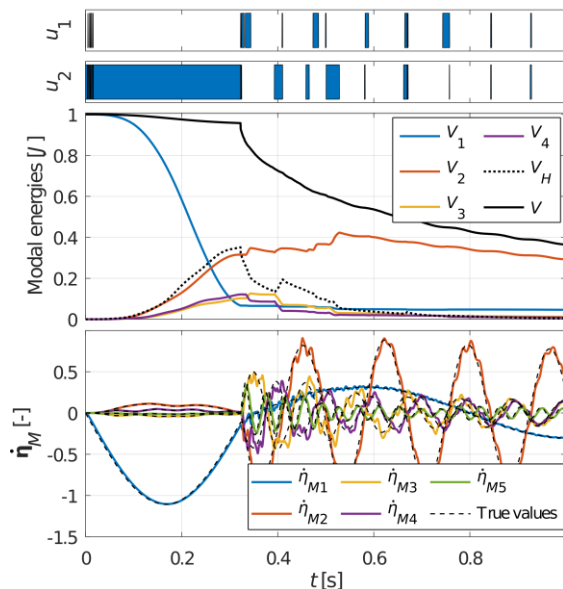 u1
u2
Modal energies [J]
1
0.8
0.6
0.4
0.2
0
V1 V4
V2 VH
V3 V
η̇M [-]
0.5
0
-0.5
-1
-1.5
η̇M1 η̇M3 η̇M5
η̇M2 η̇M4 True values
0 0.2 0.4 0.6 0.8
t [s]